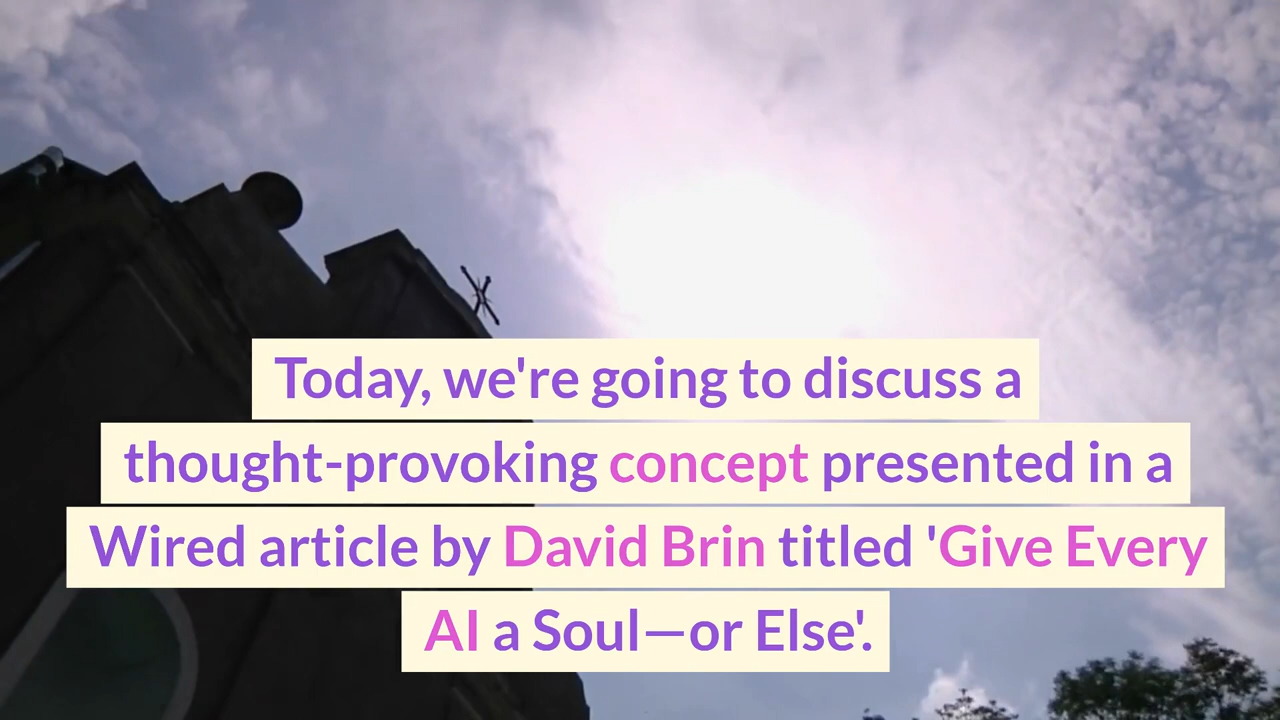 Today, we're going to discuss a
thought-provoking concept presented in a
Wired article by David Brin titled 'Give Every
AI a Soul—or Else'.